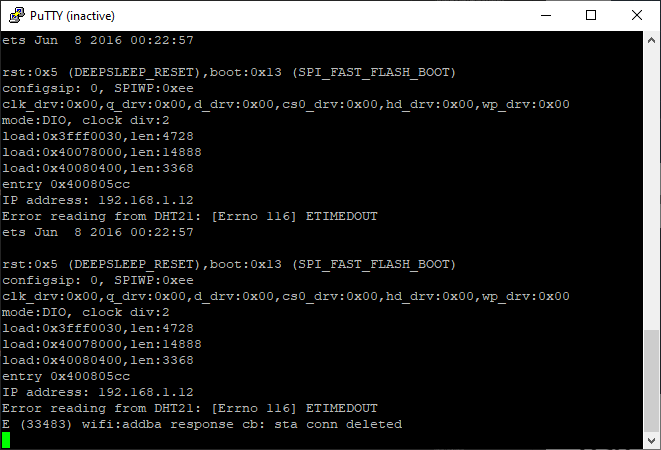 PuTTY (inactive)
ets Jun  8 2016 00:22:57
rst:0x5 (DEEPSLEEP_RESET),boot:0x13 (SPI_FAST_FLASH_BOOT)
configsip: 0, SPIWP:0xee
clk_drv:0x00,q_drv:0x00,d_drv:0x00,cs0_drv:0x00,hd_drv:0x00,wp_drv:0x00
mode:DIO, clock div:2
load:0x3fff0030,len:4728
load:0x40078000,len:14888
load:0x40080400,len:3368
entry 0x400805cc
IP address: 192.168.1.12
Error reading from DHT21: [Errno 116] ETIMEDOUT
ets Jun  8 2016 00:22:57
rst:0x5 (DEEPSLEEP_RESET),boot:0x13 (SPI_FAST_FLASH_BOOT)
configsip: 0, SPIWP:0xee
clk_drv:0x00,q_drv:0x00,d_drv:0x00,cs0_drv:0x00,hd_drv:0x00,wp_drv:0x00
mode:DIO, clock div:2
load:0x3fff0030,len:4728
load:0x40078000,len:14888
load:0x40080400,len:3368
entry 0x400805cc
IP address: 192.168.1.12
Error reading from DHT21: [Errno 116] ETIMEDOUT
E (33483) wifi:addba response cb: sta conn deleted